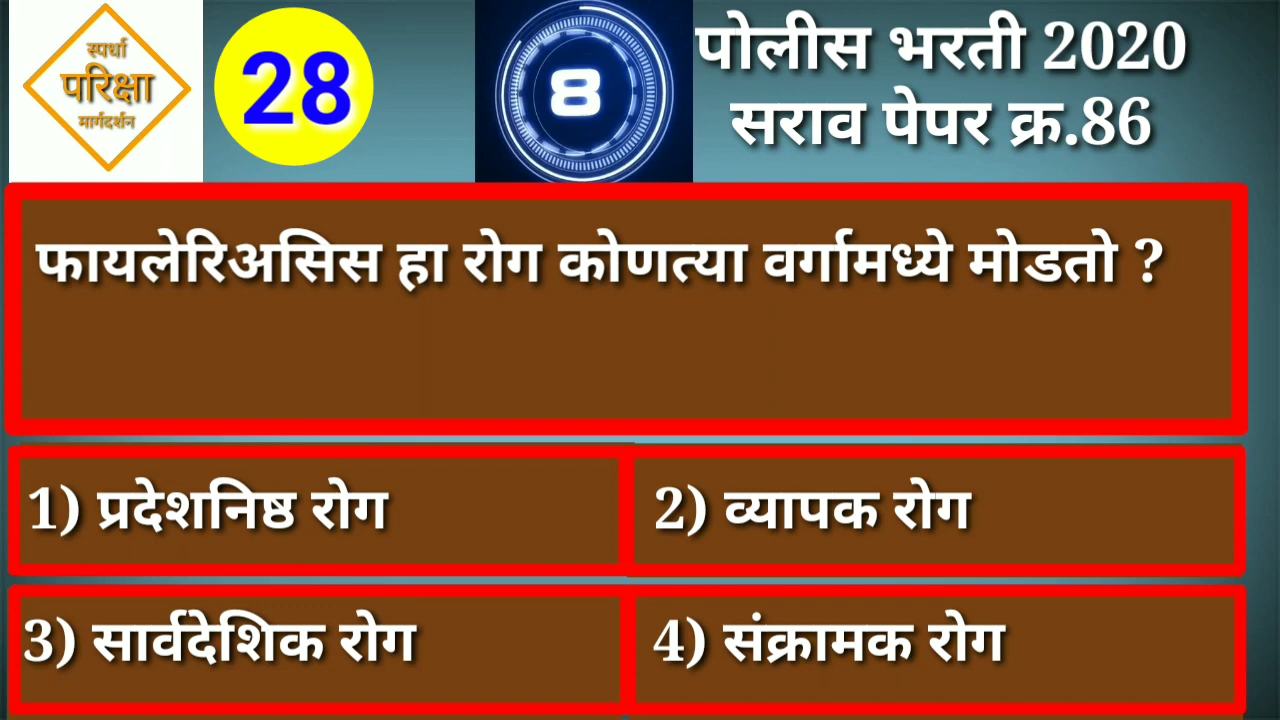 स्पर्धा
परिक्षा
मार्गदर्शन
28
8
पोलीस भरती 2020
सराव पेपर क्र.86
फायलेरिअसिस हा रोग कोणत्या वर्गामध्ये मोडतो ?
1) प्रदेशनिष्ठ रोग
2) व्यापक रोग
3) सार्वदेशिक रोग
4) संक्रामक रोग